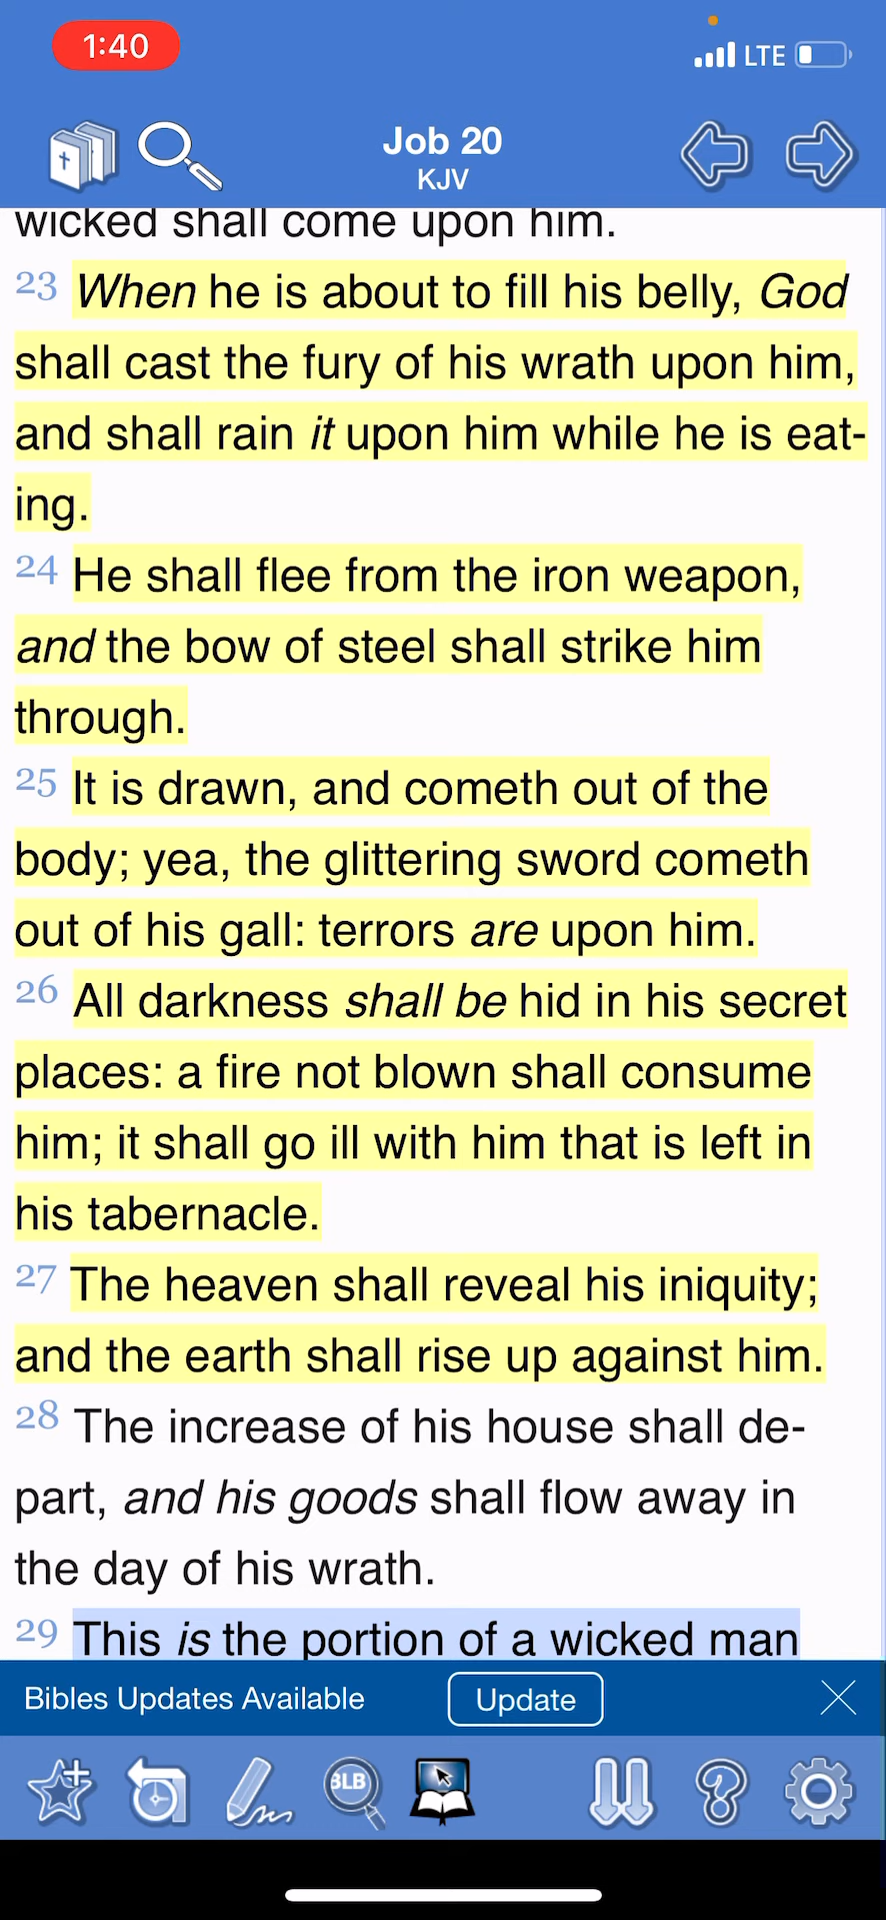 1:40
LTE
Job 20
KJV
wicked shall come upon him.
23 When he is about to fill his belly, God
shall cast the fury of his wrath upon him,
and shall rain it upon him while he is eat-
ing.
24 He shall flee from the iron weapon,
and the bow of steel shall strike him
through.
25 It is drawn, and cometh out of the
body; yea, the glittering sword cometh
out of his gall: terrors are upon him.
26 All darkness shall be hid in his secret
places: a fire not blown shall consume
him; it shall go ill with him that is left in
his tabernacle.
27 The heaven shall reveal his iniquity;
and the earth shall rise up against him.
28 The increase of his house shall de-
part, and his goods shall flow away in
the day of his wrath.
29 This is the portion of a wicked man
Bibles Updates Available
Update
BLB